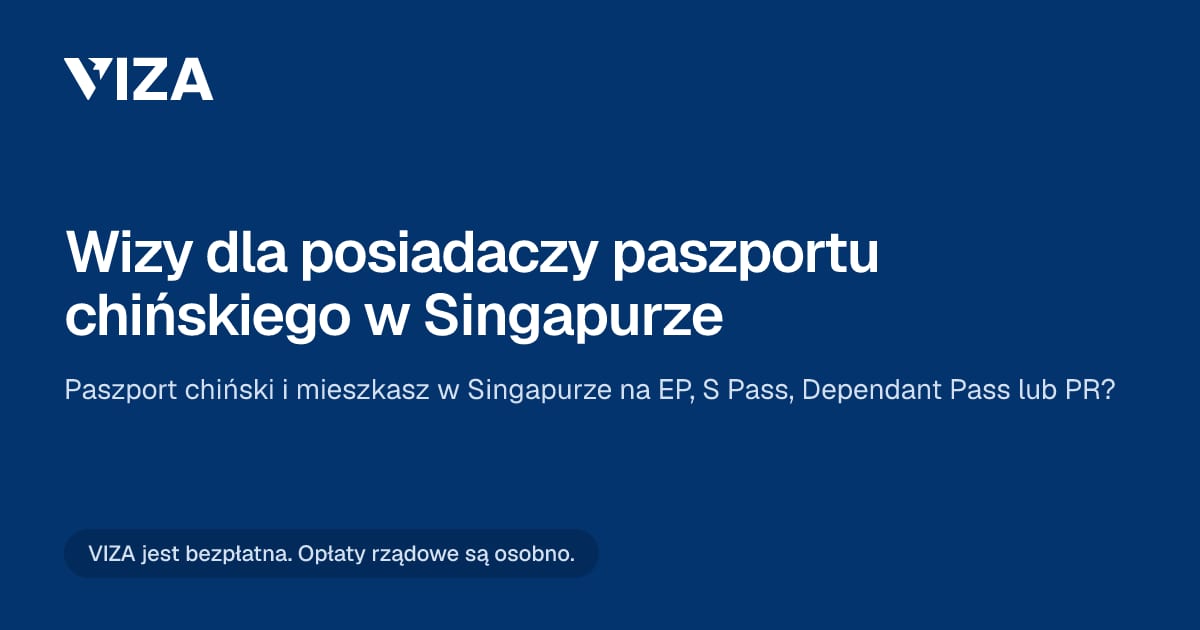 VIZA
Wizy dla posiadaczy paszportu
chińskiego w Singapurze
Paszport chiński i mieszkasz w Singapurze na EP, S Pass, Dependant Pass lub PR?
VIZA jest bezpłatna. Opłaty rządowe są osobno.